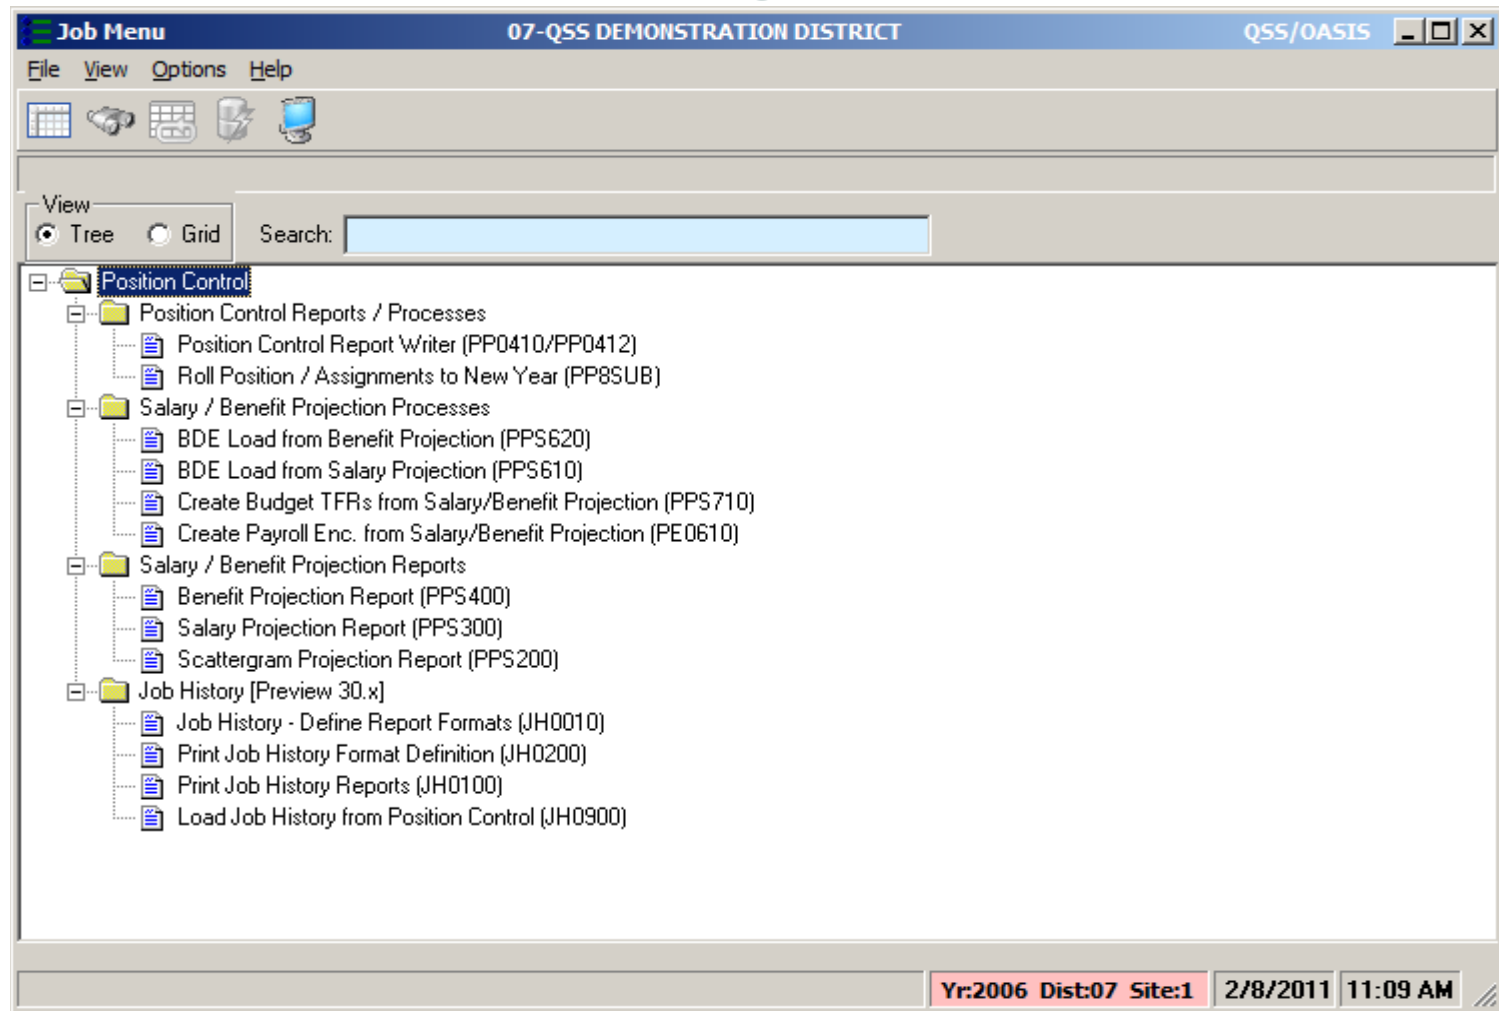 Job Menu 07-QSS DEMONSTRATION DISTRICT QSS/OASIS
File View Options Help
View
Tree Grid Search:
Position Control
Position Control Reports / Processes
Position Control Report Writer (PP0410/PP0412)
Roll Position / Assignments to New Year (PP8SUB)
Salary / Benefit Projection Processes
BDE Load from Benefit Projection (PPS620)
BDE Load from Salary Projection (PPS610)
Create Budget TFRs from Salary/Benefit Projection (PPS710)
Create Payroll Enc. from Salary/Benefit Projection (PE0610)
Salary / Benefit Projection Reports
Benefit Projection Report (PPS400)
Salary Projection Report (PPS300)
Scattergram Projection Report (PPS200)
Job History [Preview 30.x]
Job History - Define Report Formats (JH0010)
Print Job History Format Definition (JH0200)
Print Job History Reports (JH0100)
Load Job History from Position Control (JH0900)
Yr:2006 Dist:07 Site:1 2/8/2011 11:09 AM